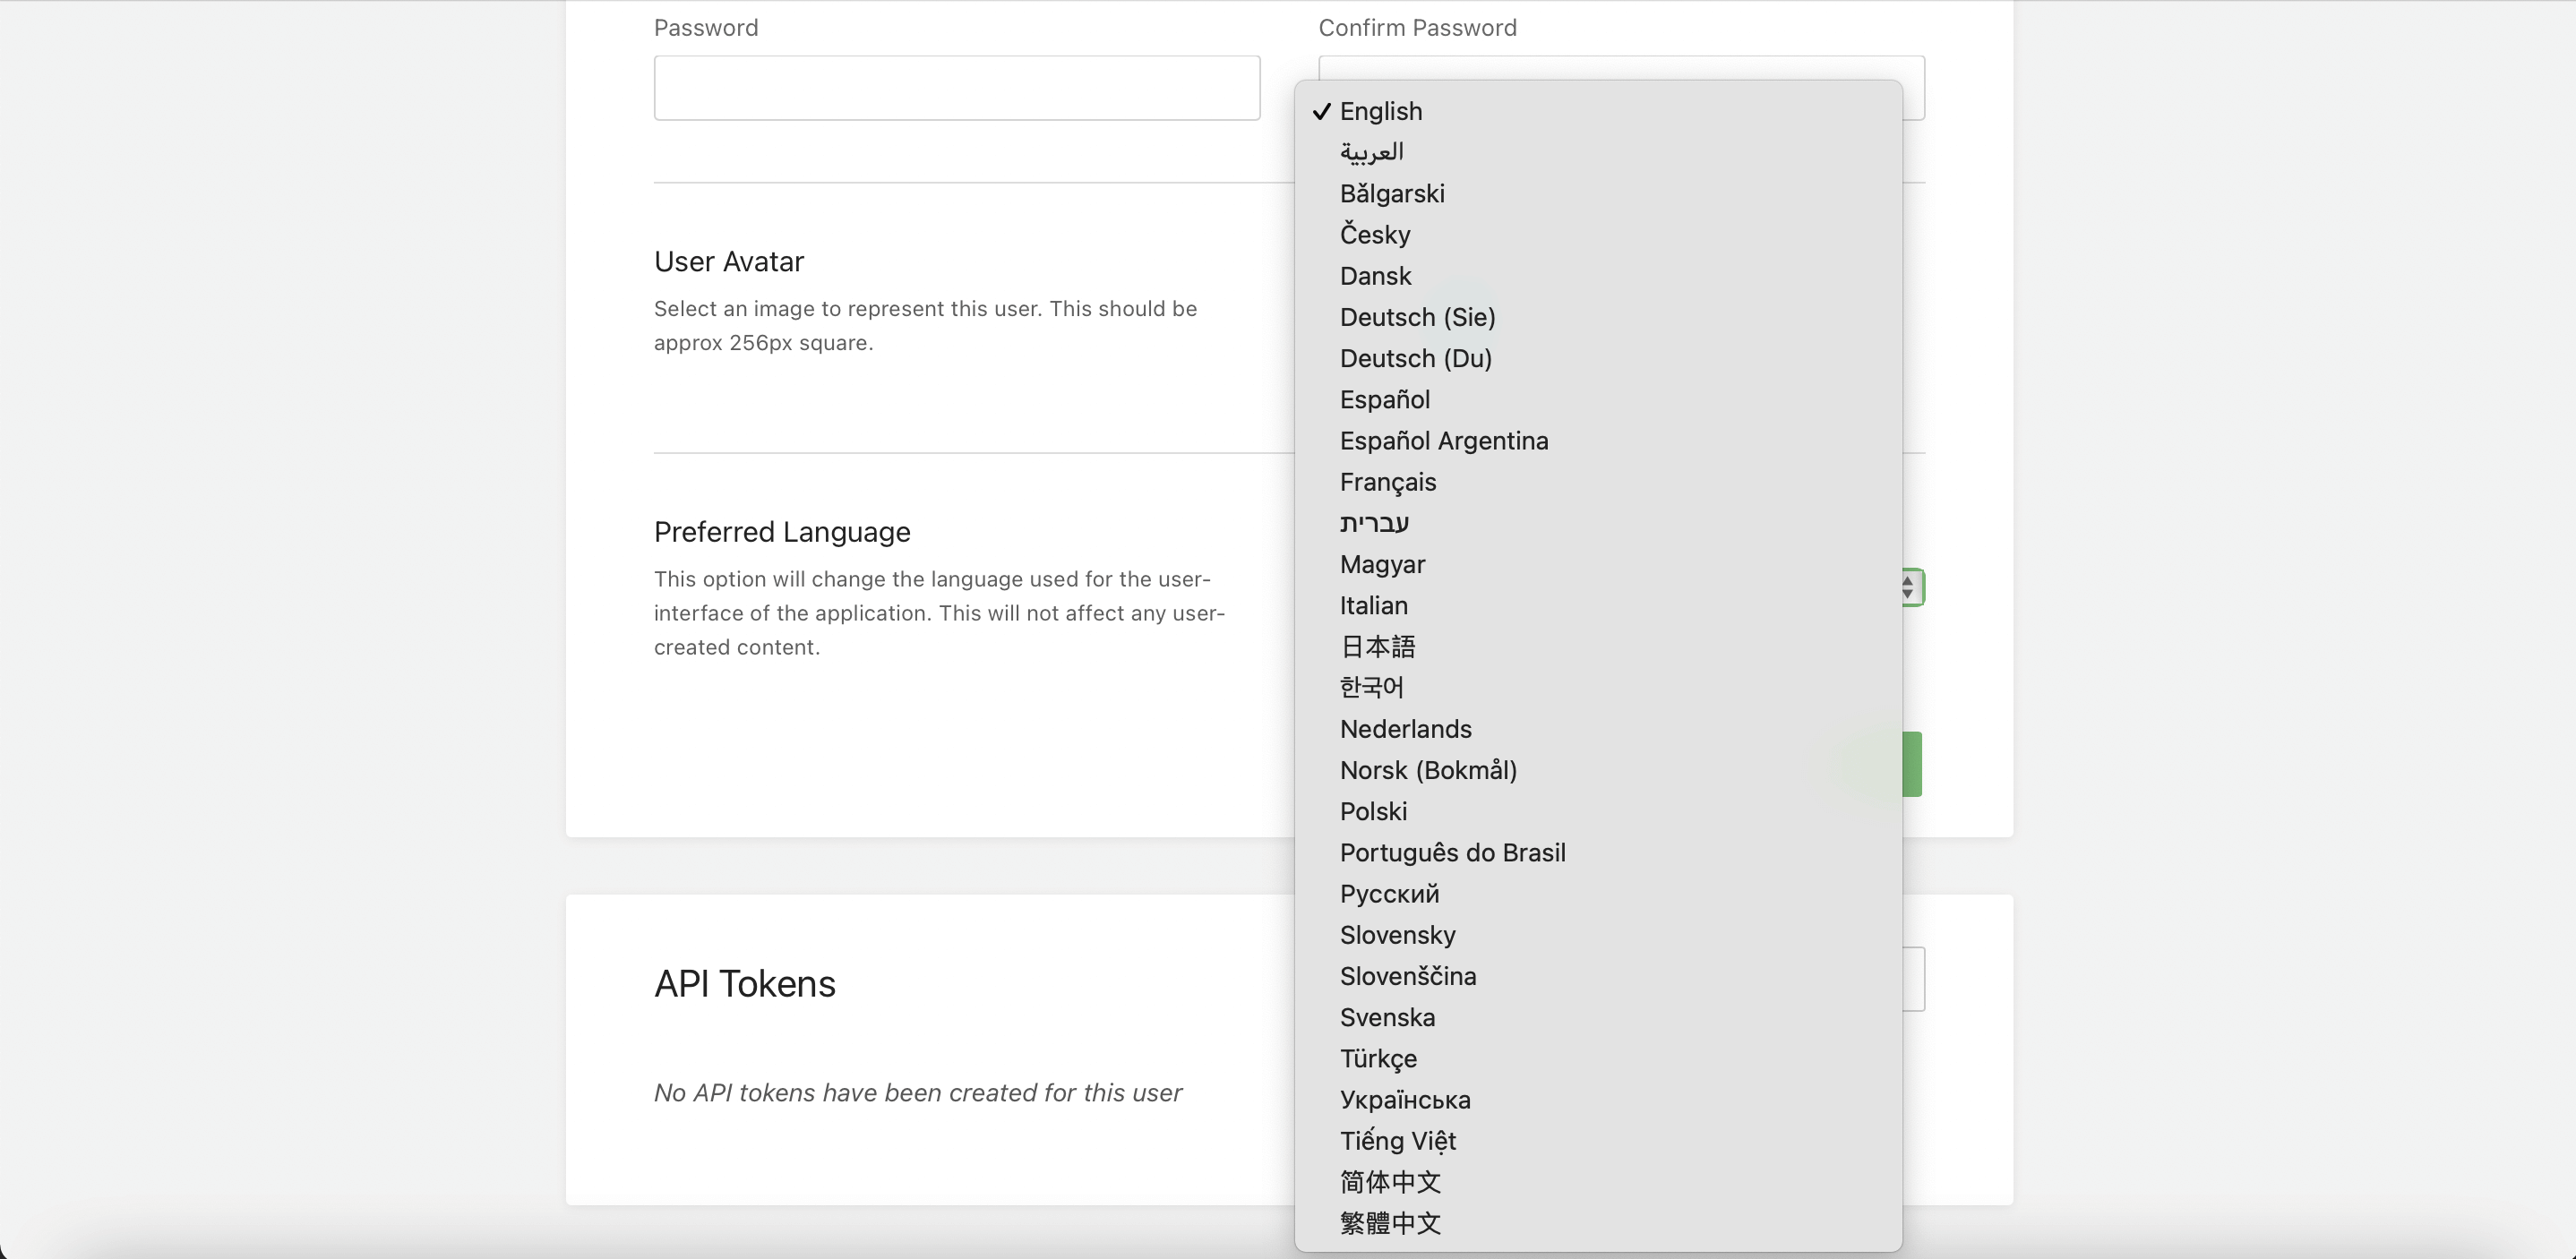 Password
Confirm Password
User Avatar
Select an image to represent this user. This should be
approx 256px square.
Preferred Language
This option will change the language used for the user-
interface of the application. This will not affect any user-
created content.
✓ English
العربية
Bǎlgarski
Česky
Dansk
Deutsch (Sie)
Deutsch (Du)
Español
Español Argentina
Français
עברית
Magyar
Italian
日本語
한국어
Nederlands
Norsk (Bokmål)
Polski
Português do Brasil
Русский
Slovensky
Slovenščina
Svenska
Türkçe
Українська
Tiếng Việt
简体中文
繁體中文
API Tokens
No API tokens have been created for this user